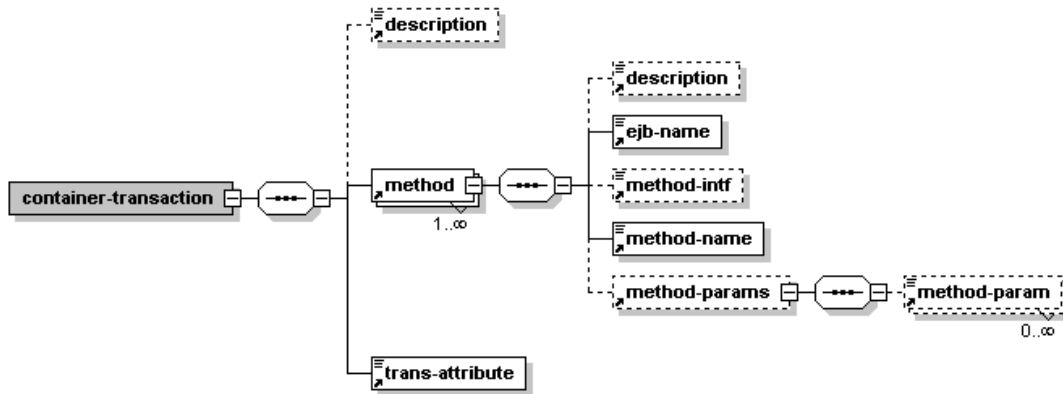 description
description
ejb-name
container-transaction
method
method-intf
1..∞
method-name
method-params
method-param
0..∞
trans-attribute